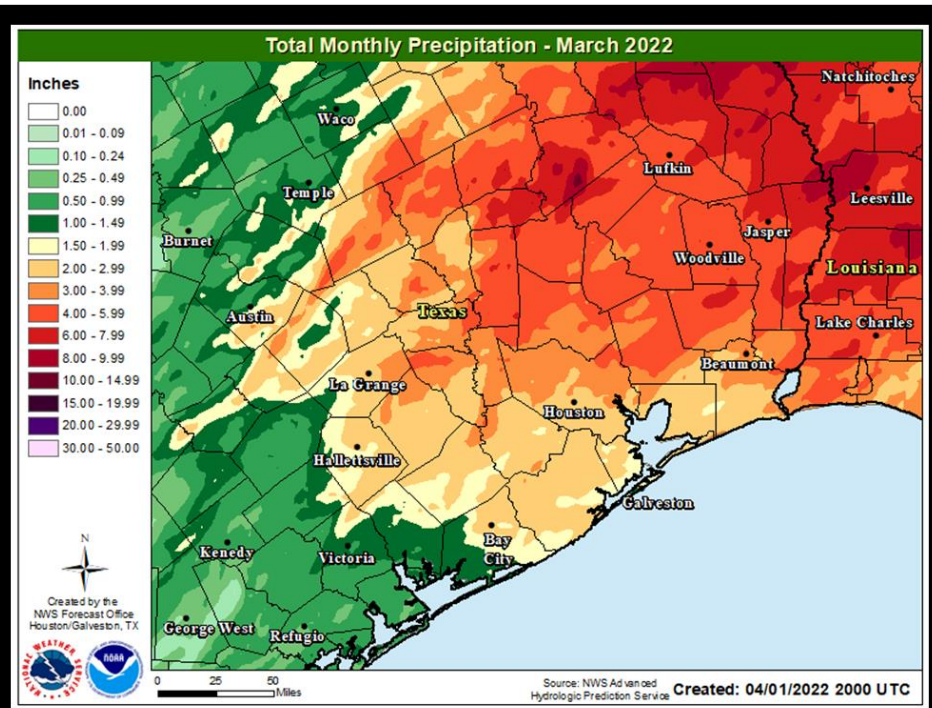 Total Monthly Precipitation - March 2022
Inches
0.00
0.01 - 0.09
0.10 - 0.24
0.25 - 0.49
0.50 - 0.99
1.00 - 1.49
1.50 - 1.99
2.00 - 2.99
3.00 - 3.99
4.00 - 5.99
6.00 - 7.99
8.00 - 9.99
10.00 - 14.99
15.00 - 19.99
20.00 - 29.99
30.00 - 50.00
Natchitoches
Waco
Lufkin
Temple
Leesville
Burnet
Jasper
Woodville
Louisiana
Austin
Texas
Lake Charles
Beaumont
La Grange
Houston
Hallettsville
Galveston
Bay
City
Kenedy
Victoria
George West
Refugio
N
Created by the
NWS Forecast Office
Houston/Galveston, TX
NATIONAL WEATHER SERVICE
NOAA
0 25 50
Miles
Source: NWS Advanced
Hydrologic Prediction Service
Created: 04/01/2022 2000 UTC